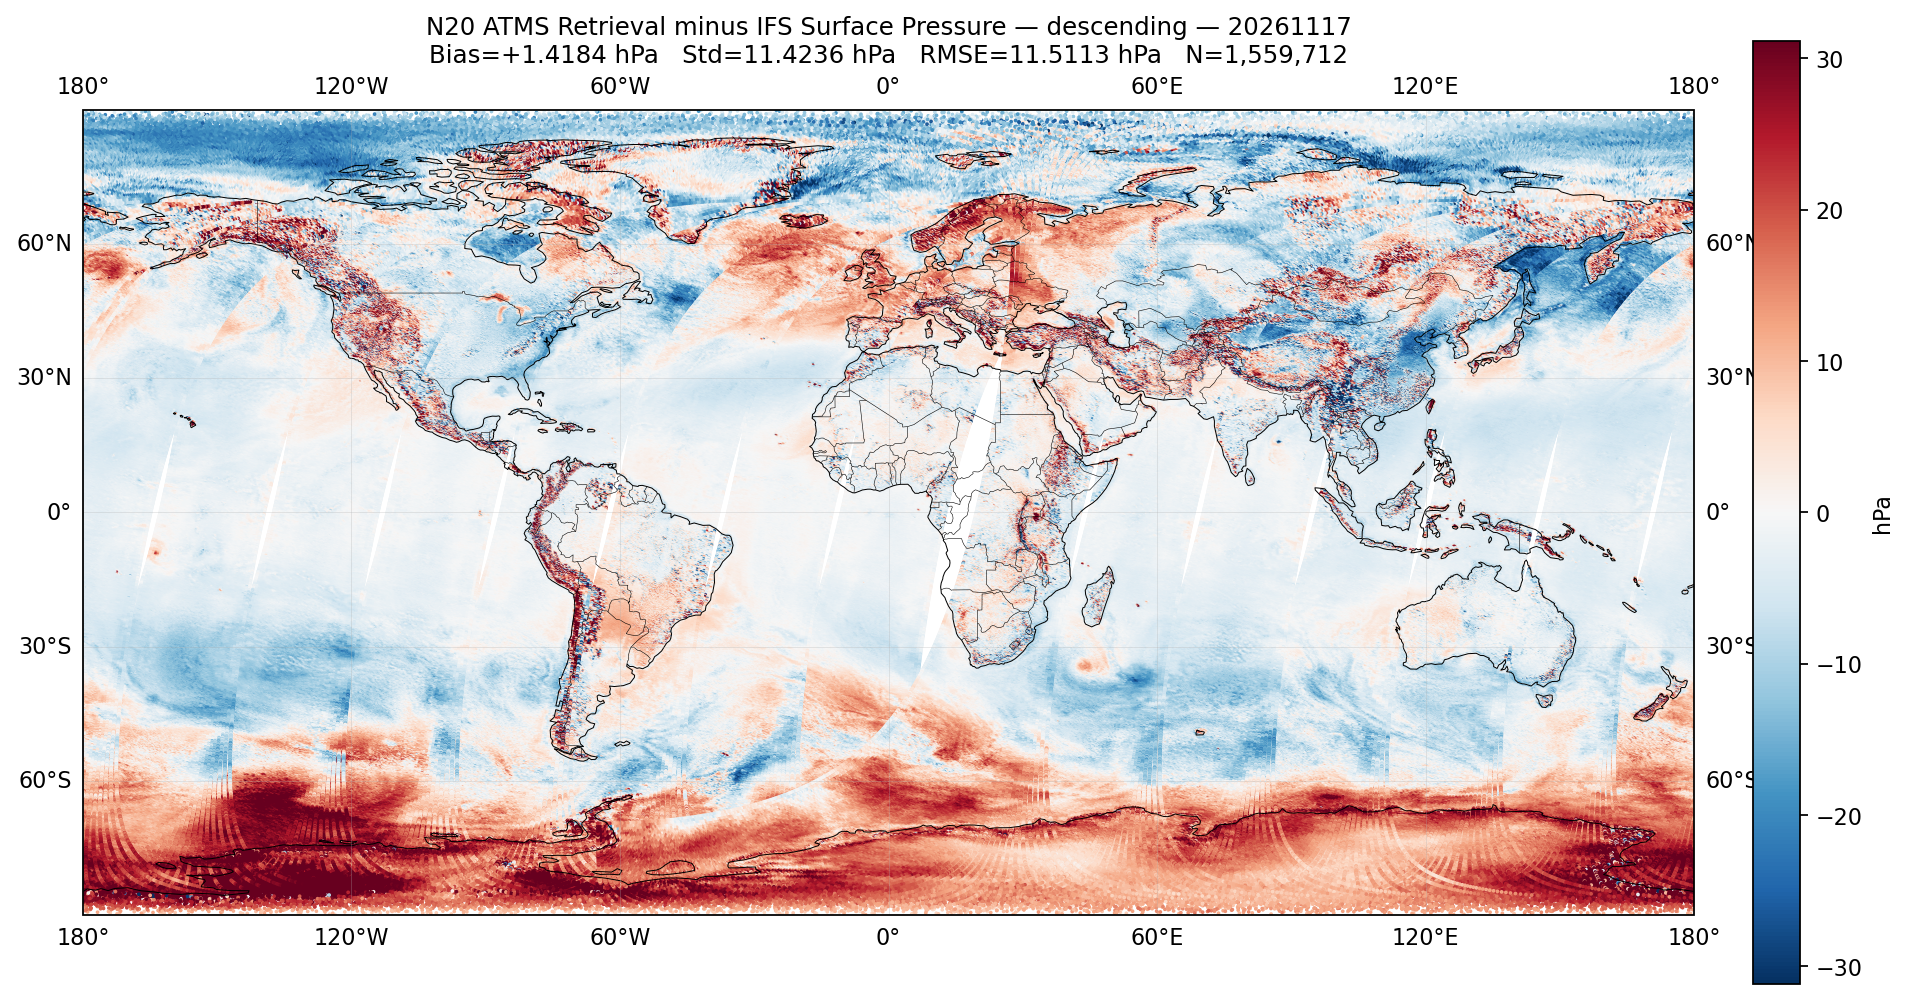 N20 ATMS Retrieval minus IFS Surface Pressure — descending — 20261117
Bias=+1.4184 hPa   Std=11.4236 hPa   RMSE=11.5113 hPa   N=1,559,712
180° 120°W 60°W 0° 60°E 120°E 180°
60°N 60°N
30°N 30°N
0° 0°
30°S 30°S
60°S 60°S
180° 120°W 60°W 0° 60°E 120°E 180°
30
20
10
0
−10
−20
−30
hPa